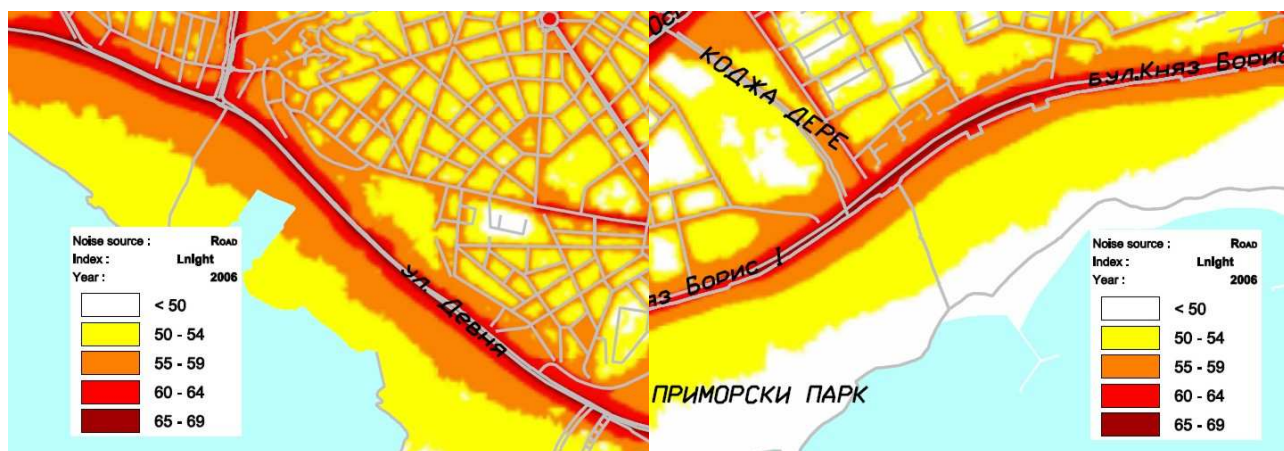 ул. Девня
Noise source : ROAD
Index : Lnight
Year : 2006
< 50
50 - 54
55 - 59
60 - 64
65 - 69
КОДЖА ДЕРЕ
бул.Княз Борис
яз Борис I
ПРИМОРСКИ ПАРК
Noise source : ROAD
Index : Lnight
Year : 2006
< 50
50 - 54
55 - 59
60 - 64
65 - 69